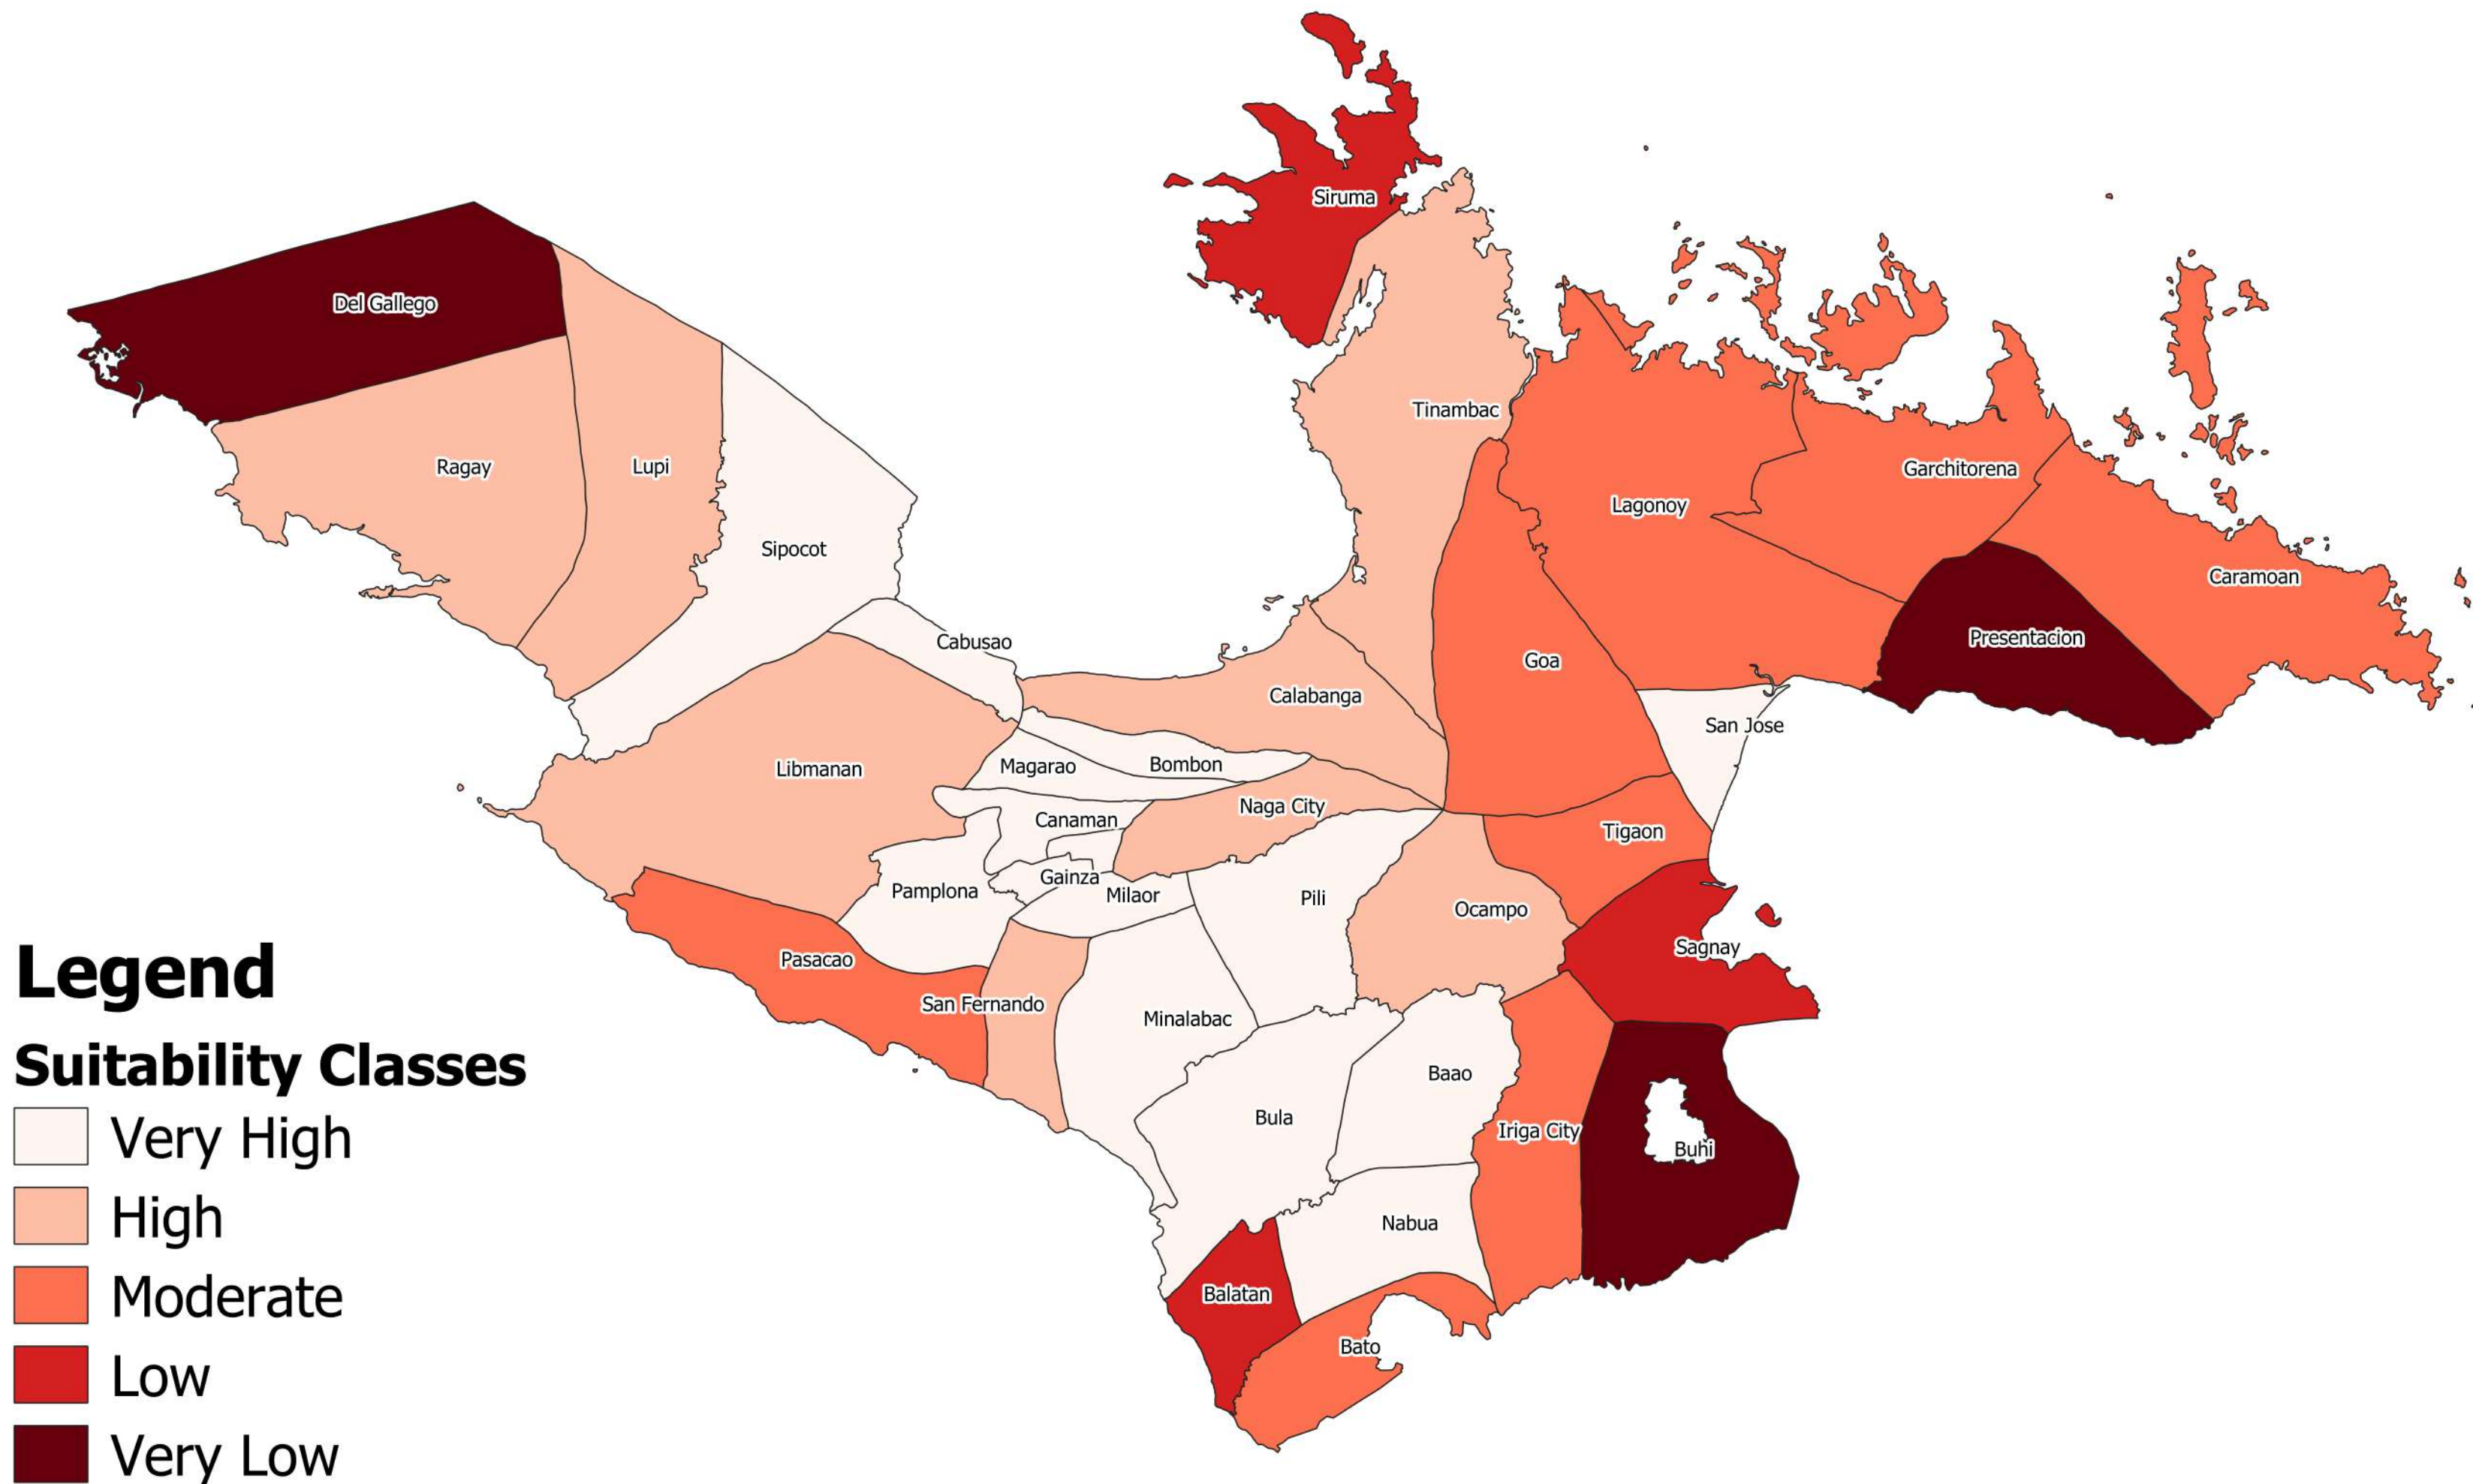 Siruma
Del Gallego
Tinambac
Ragay
Lupi
Garchitorena
Lagonoy
Sipocot
Caramoan
Cabusao
Presentacion
Goa
Calabanga
San Jose
Libmanan
Magarao
Bombon
Naga City
Canaman
Tigaon
Gainza
Pamplona
Milaor
Pili
Ocampo
Sagnay
Pasacao
San Fernando
Minalabac
Baao
Bula
Iriga City
Buhi
Nabua
Balatan
Bato
Legend
Suitability Classes
Very High
High
Moderate
Low
Very Low